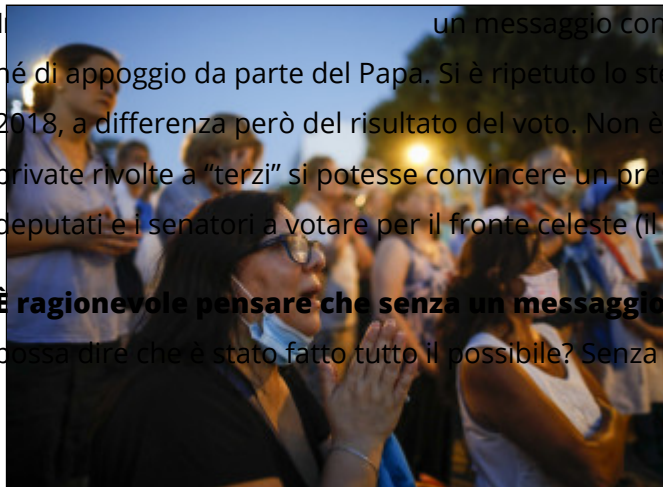 un messaggio con
né di appoggio da parte del Papa. Si è ripetuto lo st
2018, a differenza però del risultato del voto. Non è
private rivolte a “terzi” si potesse convincere un pre
deputati e i senatori a votare per il fronte celeste (il
È ragionevole pensare che senza un messaggio
possa dire che è stato fatto tutto il possibile? Senza